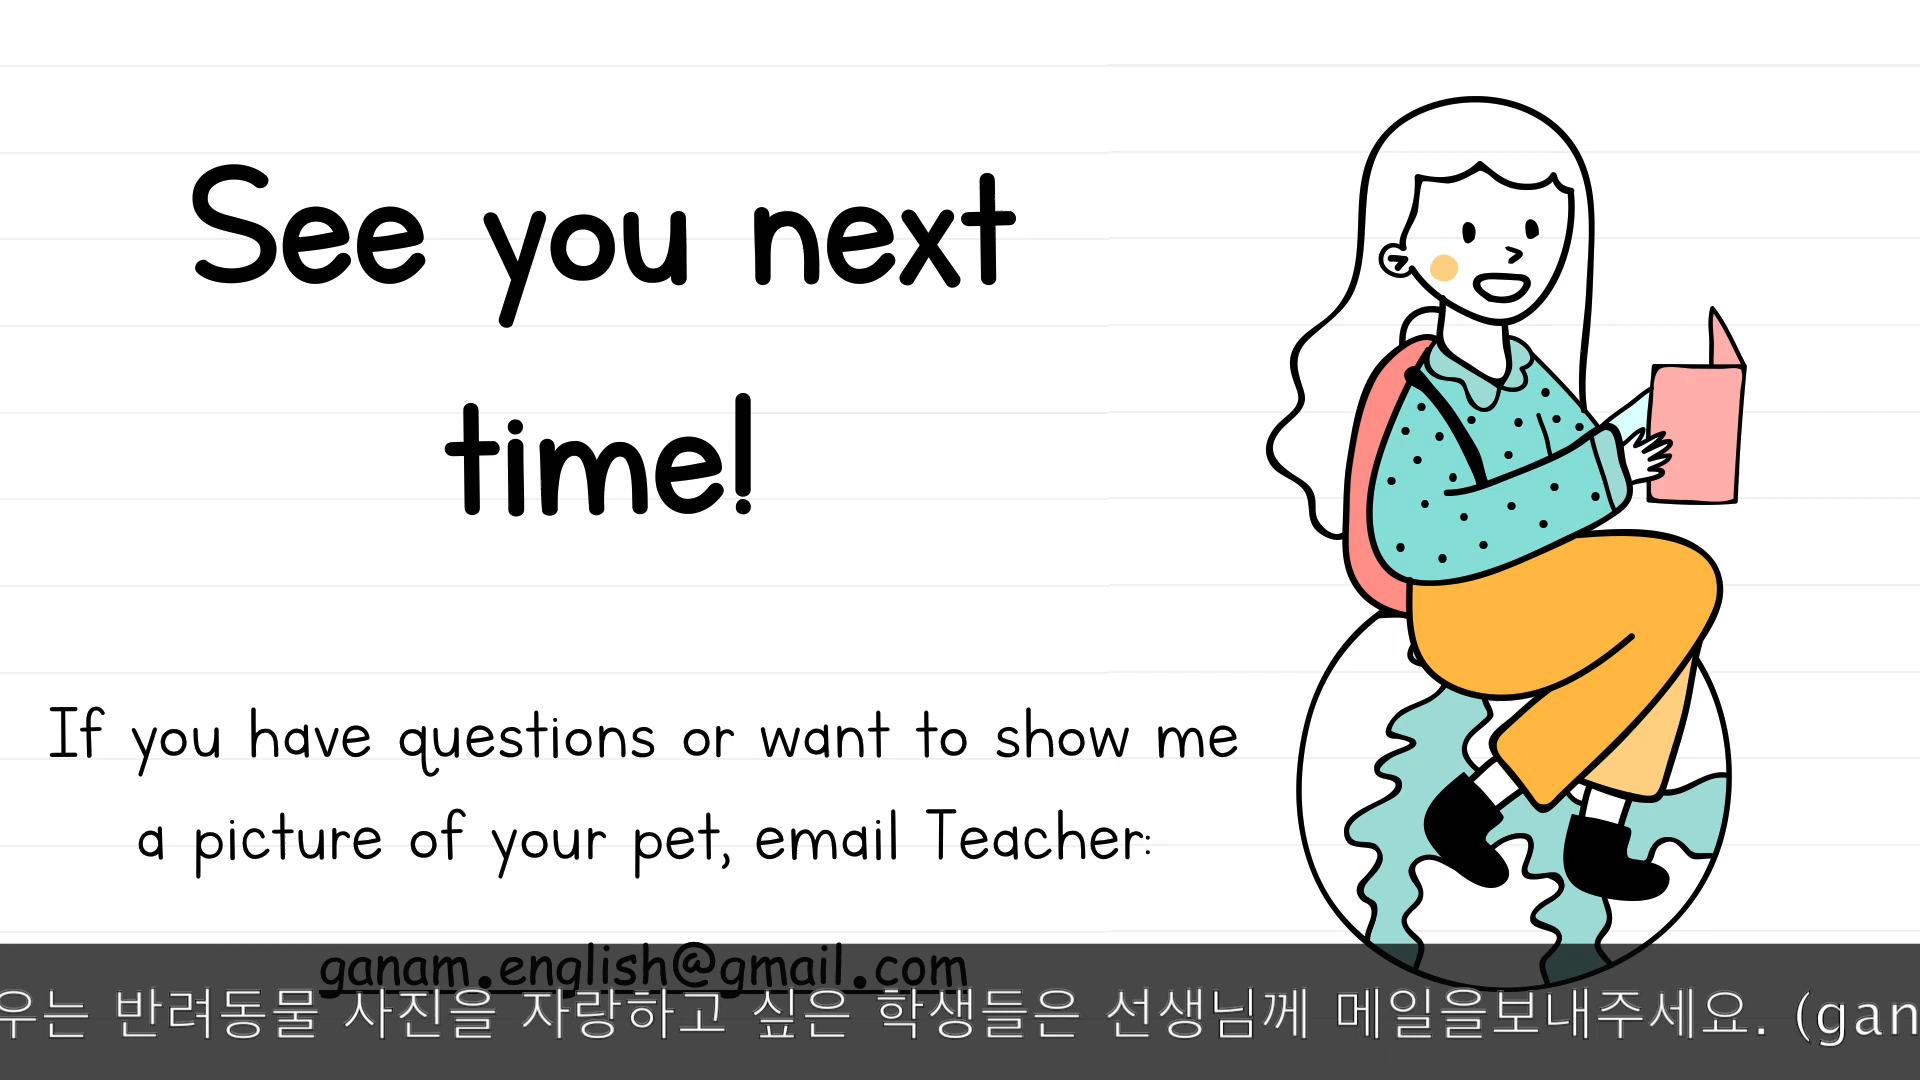 See you next
time!
If you have questions or want to show me
a picture of your pet, email Teacher:
ganam.english@gmail.com
우는 반려동물 사진을 자랑하고 싶은 학생들은 선생님께 메일을보내주세요. (gan